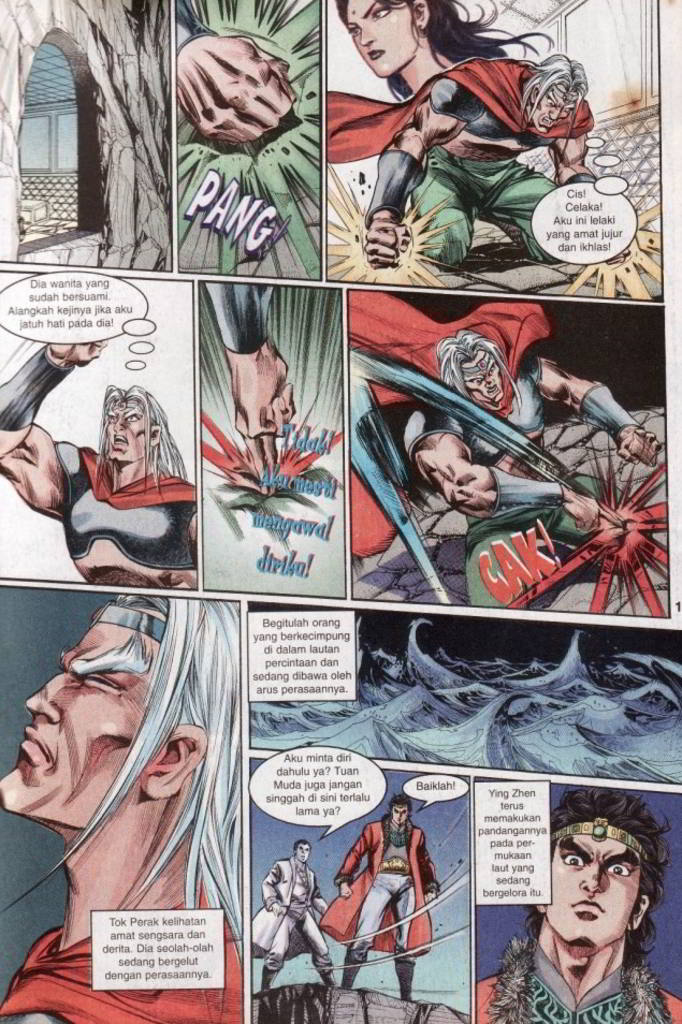 PANG!
Cis!
Celaka!
Aku ini lelaki
yang amat jujur
dan ikhlas!
Dia wanita yang
sudah bersuami.
Alangkah kejinya jika aku
jatuh hati pada dia!
Tidak!
Aku mesti
mengawal
diriku!
GAK!
1
Begitulah orang
yang berkecimpung
di dalam lautan
percintaan dan
sedang dibawa oleh
arus perasaannya.
Tok Perak kelihatan
amat sengsara dan
derita. Dia seolah-olah
sedang bergelut
dengan perasaannya.
Aku minta diri
dahulu ya? Tuan
Muda juga jangan
singgah di sini terlalu
lama ya?
Baiklah!
Ying Zhen
terus
memakukan
pandangannya
pada per-
mukaan
laut yang
sedang
bergelora itu.